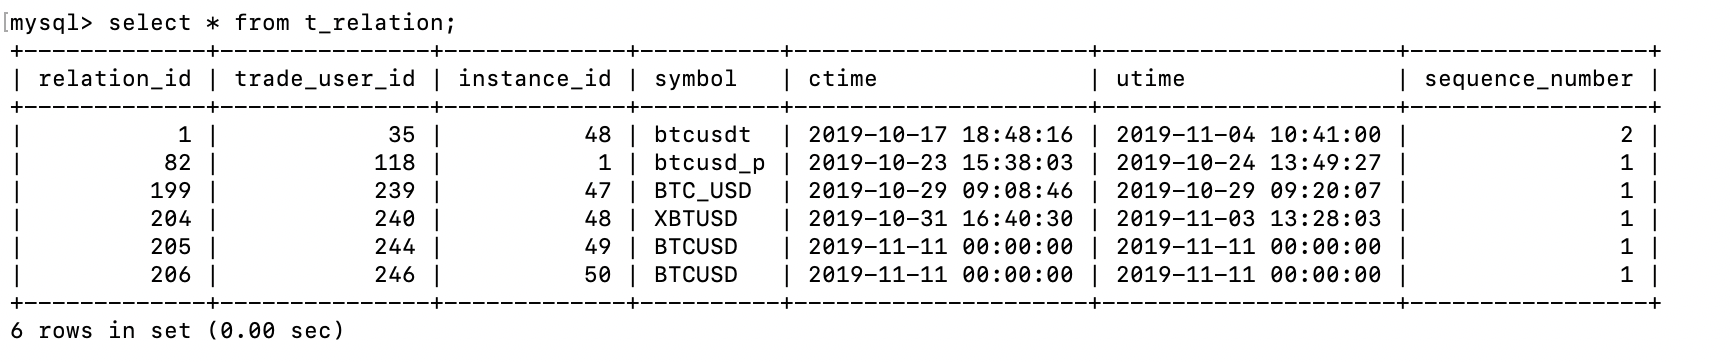 mysql> select * from t_relation;
+-------------+---------------+-------------+----------+---------------------+---------------------+-----------------+
| relation_id | trade_user_id | instance_id | symbol   | ctime               | utime               | sequence_number |
+-------------+---------------+-------------+----------+---------------------+---------------------+-----------------+
|           1 |            35 |          48 | btcusdt  | 2019-10-17 18:48:16 | 2019-11-04 10:41:00 |               2 |
|          82 |           118 |           1 | btcusd_p | 2019-10-23 15:38:03 | 2019-10-24 13:49:27 |               1 |
|         199 |           239 |          47 | BTC_USD  | 2019-10-29 09:08:46 | 2019-10-29 09:20:07 |               1 |
|         204 |           240 |          48 | XBTUSD   | 2019-10-31 16:40:30 | 2019-11-03 13:28:03 |               1 |
|         205 |           244 |          49 | BTCUSD   | 2019-11-11 00:00:00 | 2019-11-11 00:00:00 |               1 |
|         206 |           246 |          50 | BTCUSD   | 2019-11-11 00:00:00 | 2019-11-11 00:00:00 |               1 |
+-------------+---------------+-------------+----------+---------------------+---------------------+-----------------+
6 rows in set (0.00 sec)